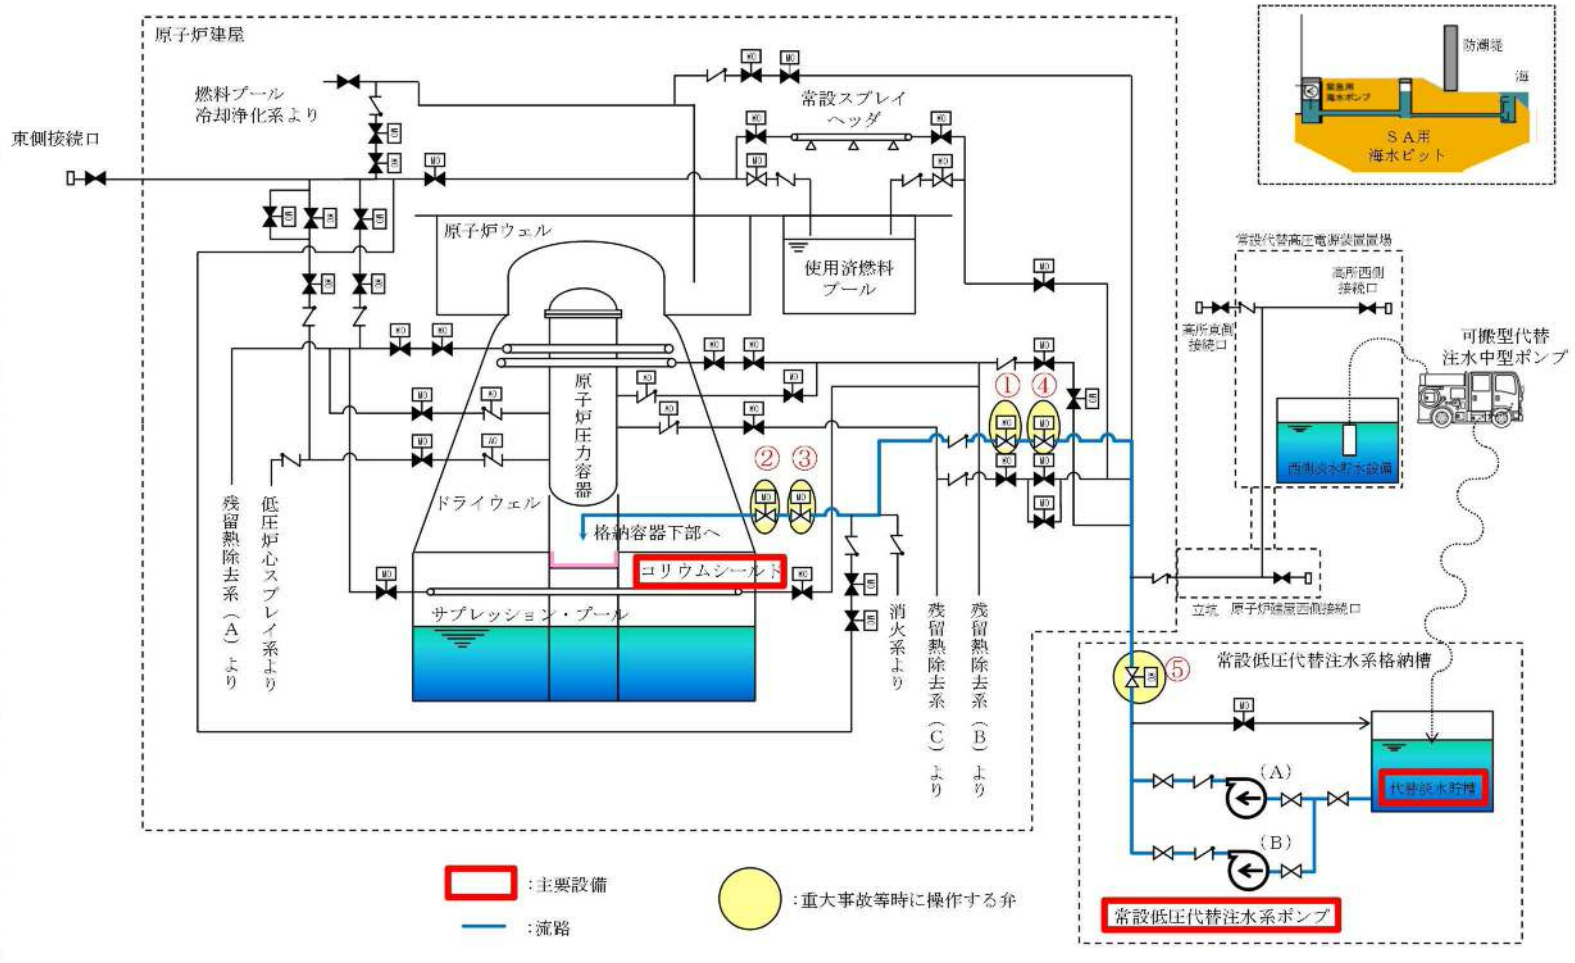 原子炉建屋
燃料プール
冷却浄化系より
東側接続口
常設スプレイ
ヘッダ
原子炉ウェル
使用済燃料
プール
原子炉圧力容器
ドライウェル
格納容器下部へ
コリウムシールド
サプレッション・プール
残留熱除去系(A)より
低圧炉心スプレイ系より
消火系より
残留熱除去系(C)より
残留熱除去系(B)より
①
④
②
③
⑤
緊急用
海水ポンプ
防潮堤
海
SA用
海水ピット
常設代替高圧電源装置置場
高所西側
接続口
高所東側
接続口
可搬型代替
注水中型ポンプ
西側淡水貯水設備
立坑
原子炉建屋西側接続口
常設低圧代替注水系格納槽
(A)
(B)
代替淡水貯槽
常設低圧代替注水系ポンプ
:主要設備
:流路
:重大事故等時に操作する弁